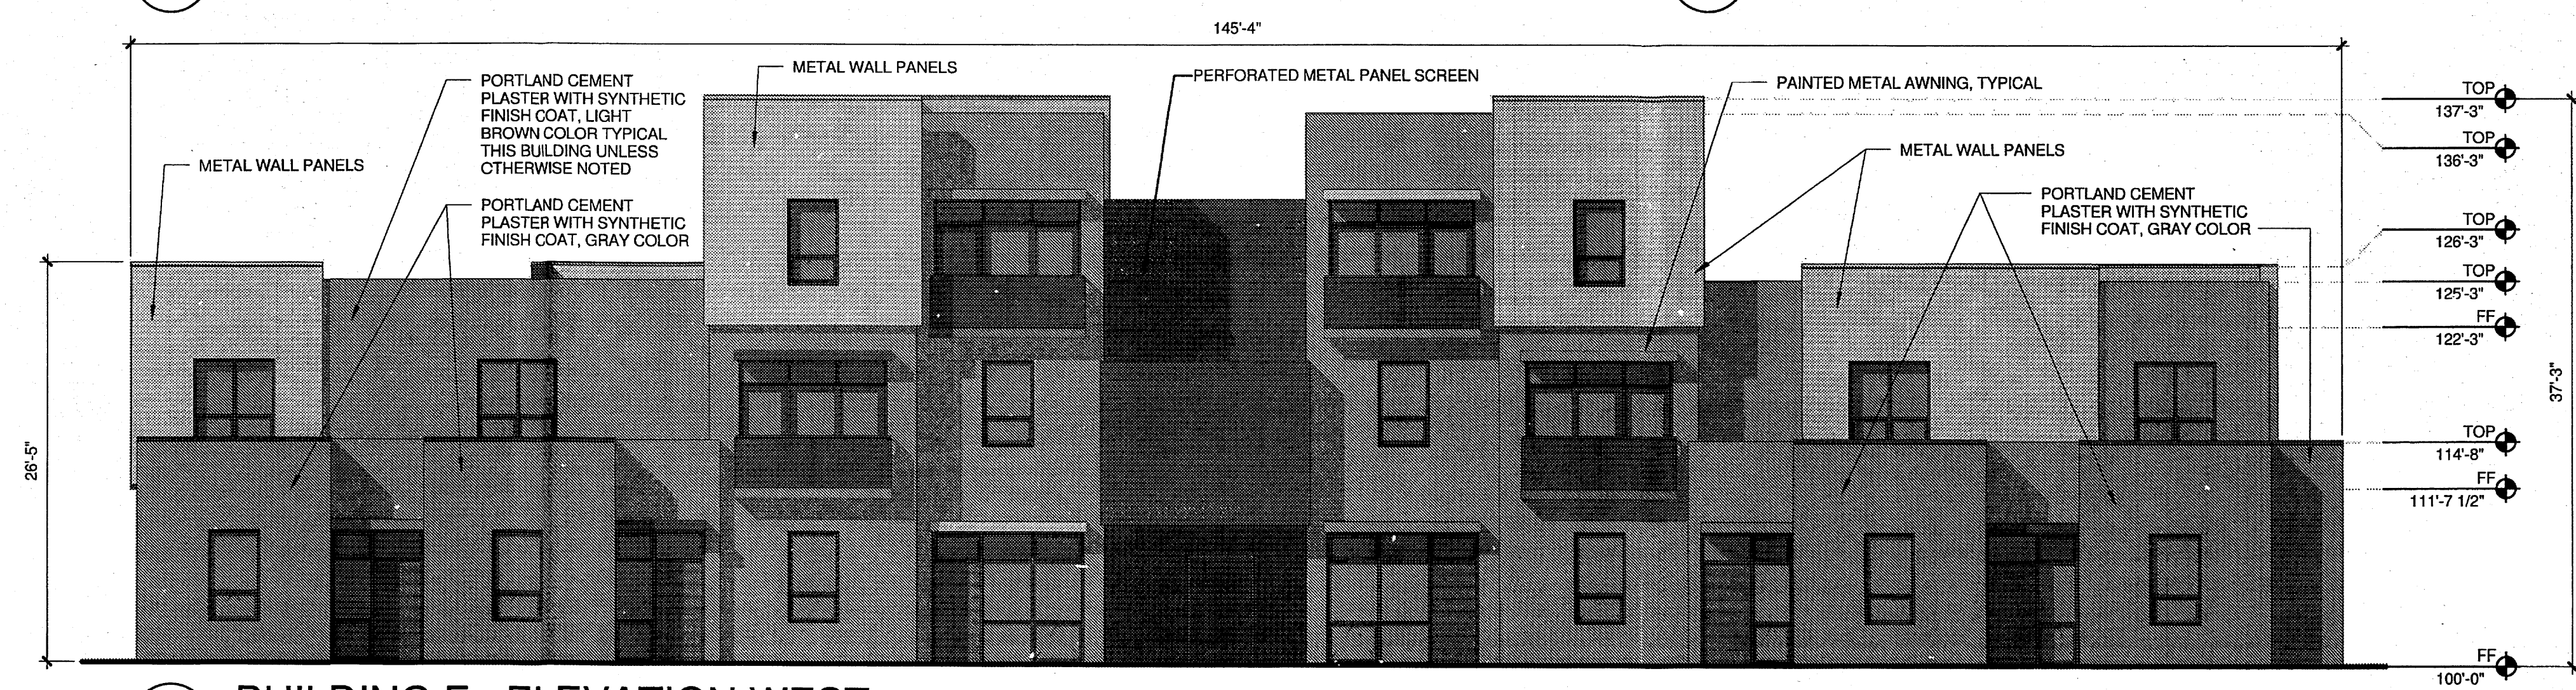 145'-4"
METAL WALL PANELS
PORTLAND CEMENT
PLASTER WITH SYNTHETIC
FINISH COAT, LIGHT
BROWN COLOR TYPICAL
THIS BUILDING UNLESS
OTHERWISE NOTED
PORTLAND CEMENT
PLASTER WITH SYNTHETIC
FINISH COAT, GRAY COLOR
METAL WALL PANELS
PERFORATED METAL PANEL SCREEN
PAINTED METAL AWNING, TYPICAL
METAL WALL PANELS
PORTLAND CEMENT
PLASTER WITH SYNTHETIC
FINISH COAT, GRAY COLOR
TOP
137'-3"
TOP
136'-3"
TOP
126'-3"
TOP
125'-3"
FF
122'-3"
TOP
114'-8"
FF
111'-7 1/2"
FF
100'-0"
37'-3"
26'-5"